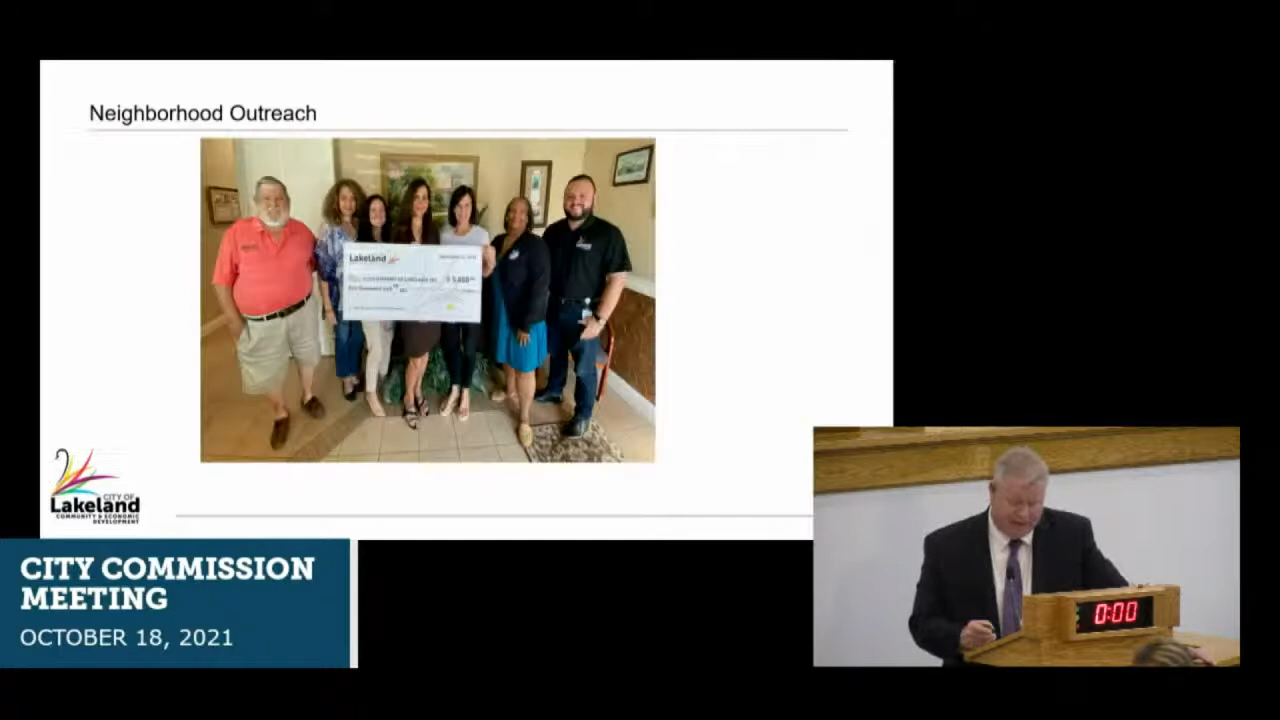 Neighborhood Outreach
Lakeland
CITY OF
Lakeland
COMMUNITY & ECONOMIC
DEVELOPMENT
CITY COMMISSION
MEETING
OCTOBER 18, 2021
0:00